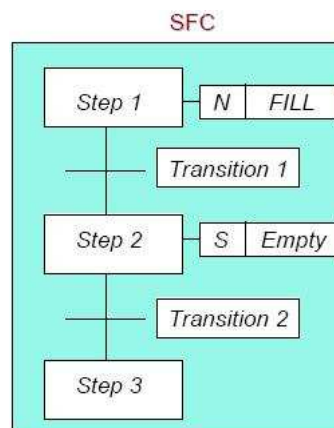 SFC
Step 1 N FILL
Transition 1
Step 2 S Empty
Transition 2
Step 3